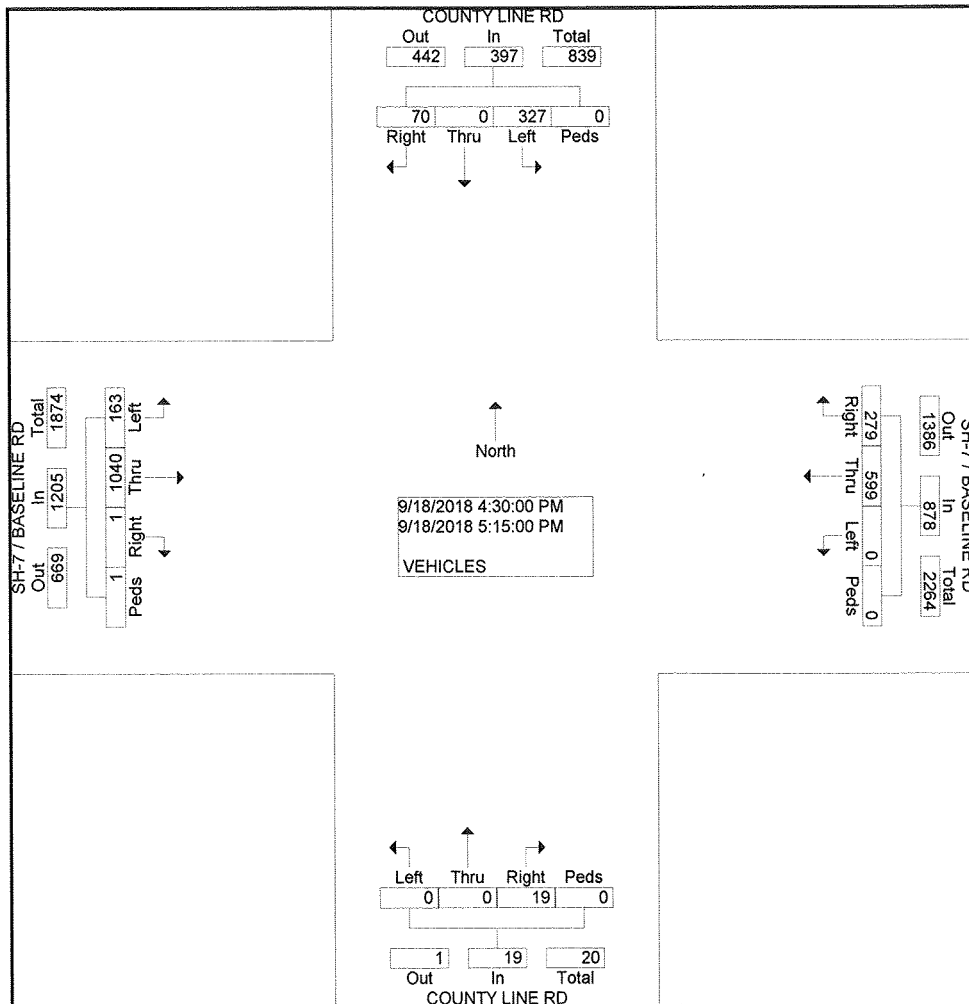 COUNTY LINE RD
Out In Total
442 397 839
70 0 327 0
Right Thru Left Peds
SH-7 / BASELINE RD
Total In Out
1874 1205 669
163 1040 1 1
Left Thru Right Peds
North
9/18/2018 4:30:00 PM
9/18/2018 5:15:00 PM
VEHICLES
Right Thru Left Peds
279 599 0 0
Out In Total
1386 878 2264
SH-7 / BASELINE RD
Left Thru Right Peds
0 0 19 0
1 19 20
Out In Total
COUNTY LINE RD